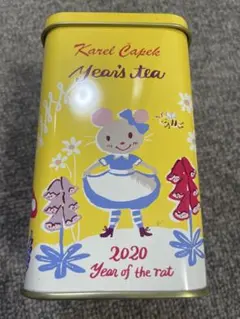 Karel Capek
Year's tea
2020
Year of the rat